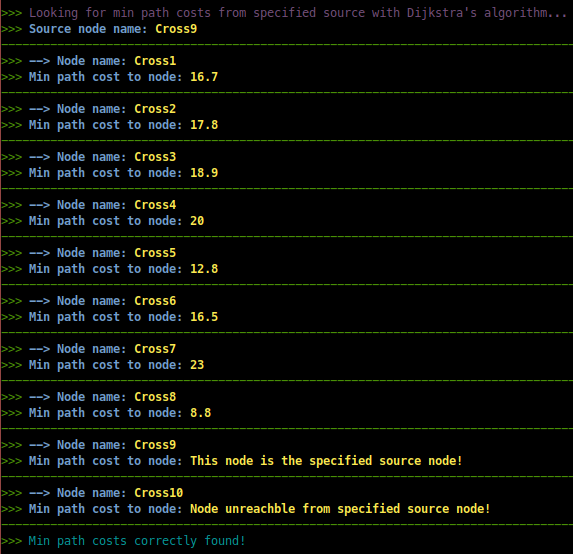 >>> Looking for min path costs from specified source with Dijkstra's algorithm...
>>> Source node name: Cross9
>>> --> Node name: Cross1
>>> Min path cost to node: 16.7
>>> --> Node name: Cross2
>>> Min path cost to node: 17.8
>>> --> Node name: Cross3
>>> Min path cost to node: 18.9
>>> --> Node name: Cross4
>>> Min path cost to node: 20
>>> --> Node name: Cross5
>>> Min path cost to node: 12.8
>>> --> Node name: Cross6
>>> Min path cost to node: 16.5
>>> --> Node name: Cross7
>>> Min path cost to node: 23
>>> --> Node name: Cross8
>>> Min path cost to node: 8.8
>>> --> Node name: Cross9
>>> Min path cost to node: This node is the specified source node!
>>> --> Node name: Cross10
>>> Min path cost to node: Node unreachble from specified source node!
>>> Min path costs correctly found!